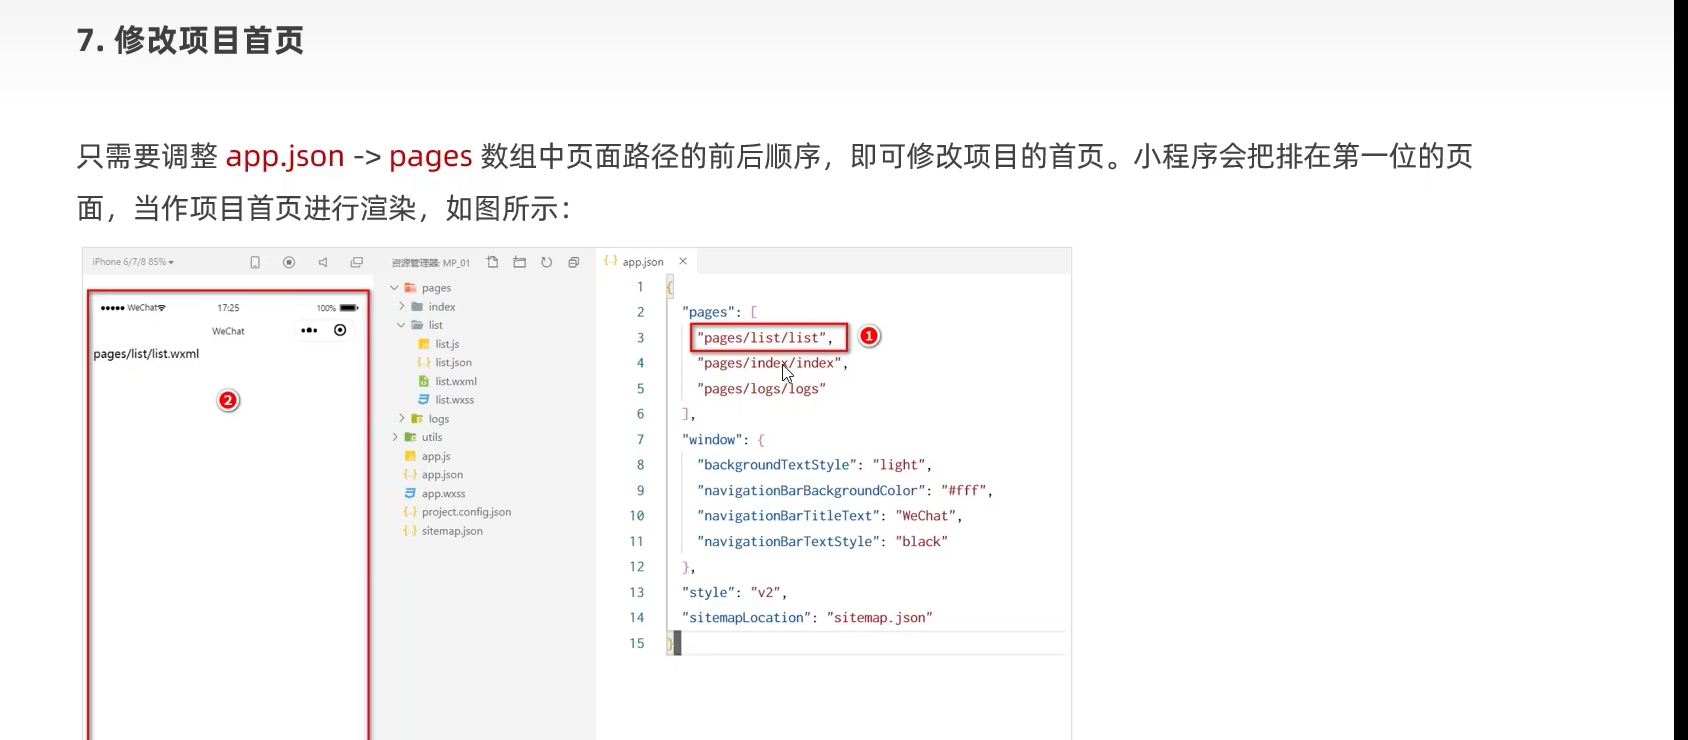 7. 修改项目首页
只需要调整 app.json -> pages 数组中页面路径的前后顺序，即可修改项目的首页。小程序会把排在第一位的页
面，当作项目首页进行渲染，如图所示：
iPhone 6/7/8 85%
WeChat 17:25 100%
WeChat
pages/list/list.wxml
2
资源管理器: MP_01
pages
index
list
list.js
list.json
list.wxml
list.wxss
logs
utils
app.js
app.json
app.wxss
project.config.json
sitemap.json
{..} app.json ×
1 {
2 "pages": [
3 "pages/list/list", 1
4 "pages/index/index",
5 "pages/logs/logs"
6 ],
7 "window": {
8 "backgroundTextStyle": "light",
9 "navigationBarBackgroundColor": "#fff",
10 "navigationBarTitleText": "WeChat",
11 "navigationBarTextStyle": "black"
12 },
13 "style": "v2",
14 "sitemapLocation": "sitemap.json"
15 }